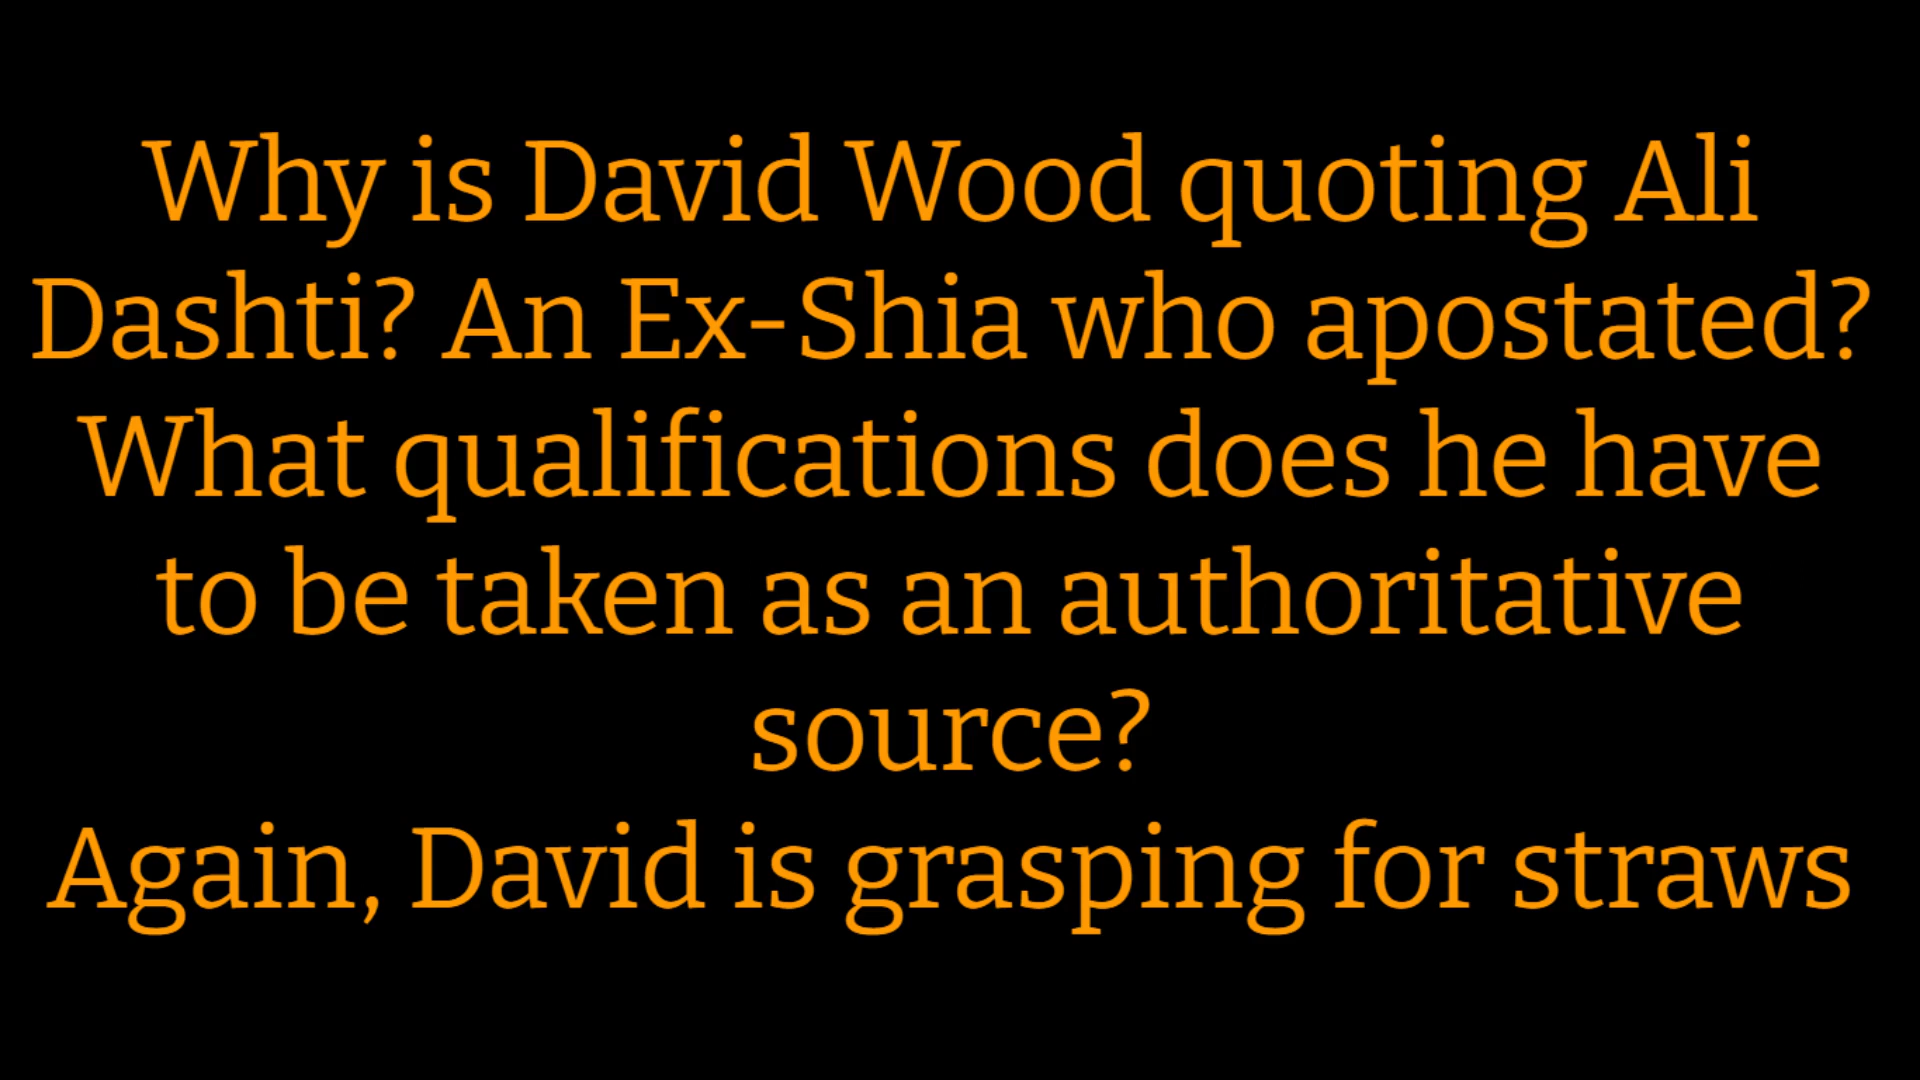 Why is David Wood quoting Ali
Dashti? An Ex-Shia who apostated?
What qualifications does he have
to be taken as an authoritative
source?
Again, David is grasping for straws